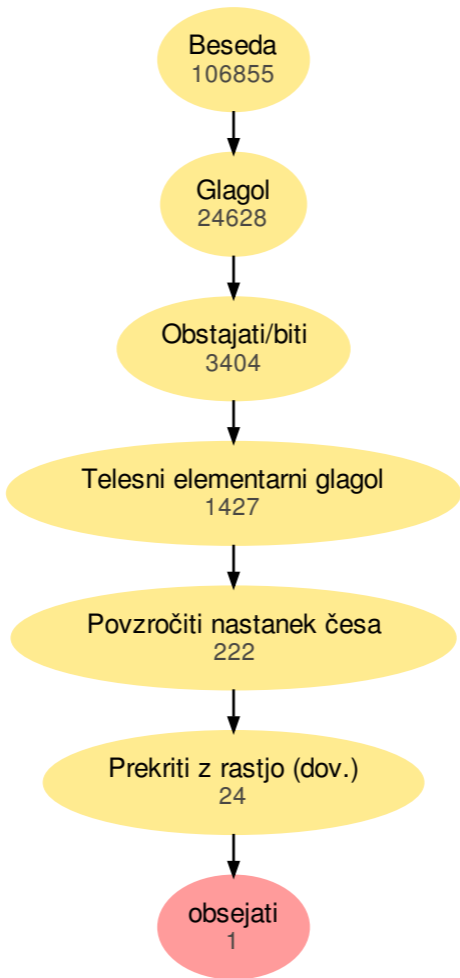 Beseda
106855
Glagol
24628
Obstajati/biti
3404
Telesni elementarni glagol
1427
Povzročiti nastanek česa
222
Prekriti z rastjo (dov.)
24
obsejati
1